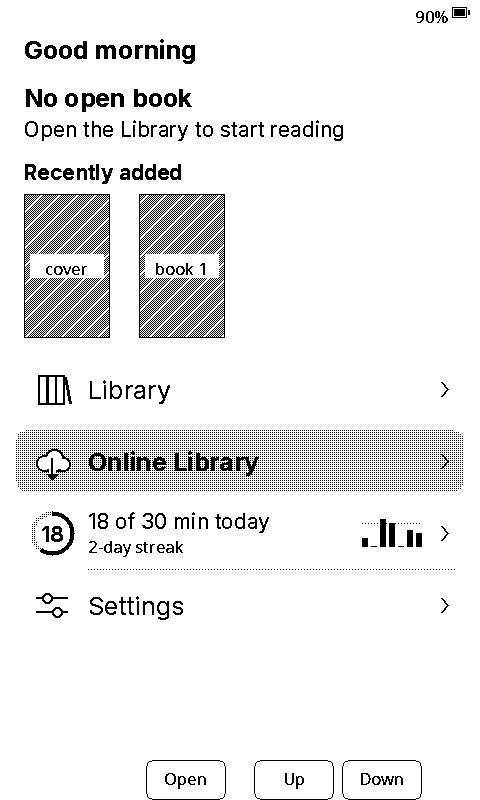 90%
Good morning
No open book
Open the Library to start reading
Recently added
cover
book 1
Library
Online Library
18
18 of 30 min today
2-day streak
Settings
Open
Up
Down